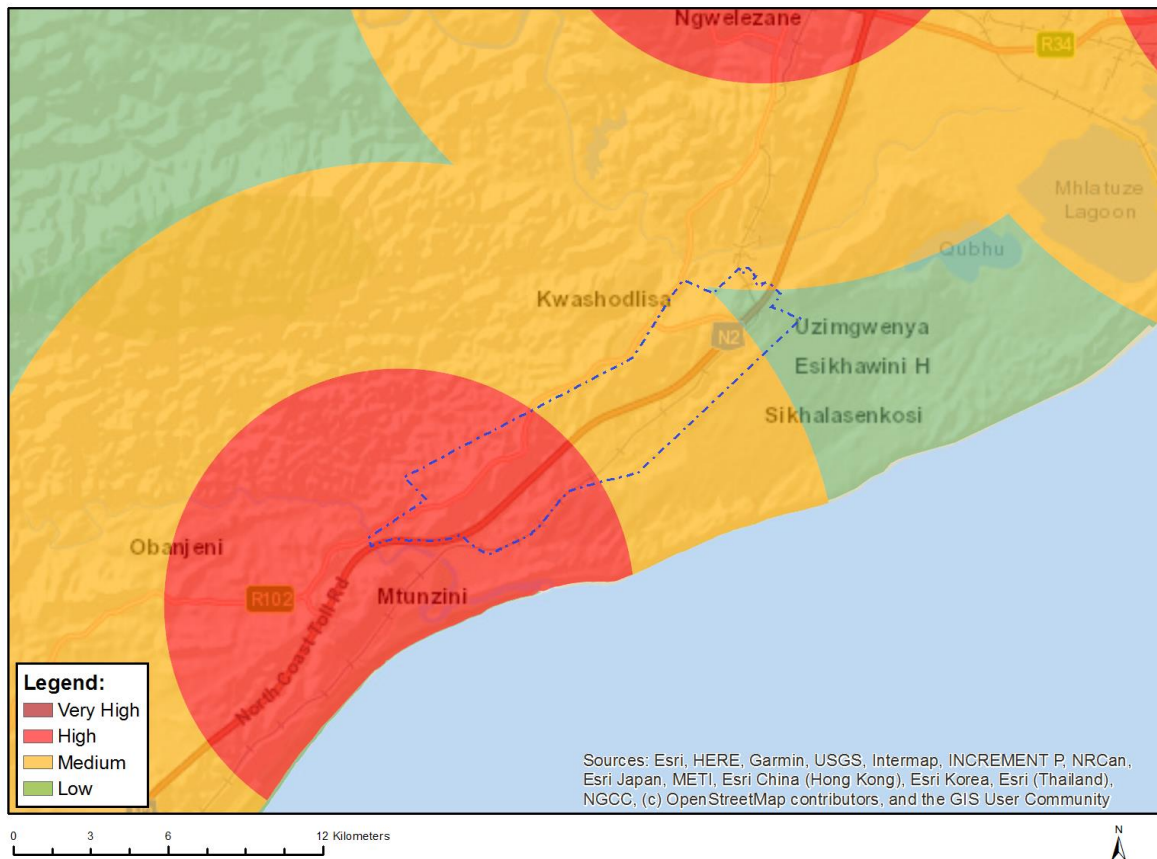 Ngwelezane
R34
Mhlatuze
Lagoon
Qubhu
Kwashodlisa
N2
Uzimgwenya
Esikhawini H
Sikhalasenkosi
Obanjeni
R102
Mtunzini
North Coast Toll Rd
Legend:
Very High
High
Medium
Low
Sources: Esri, HERE, Garmin, USGS, Intermap, INCREMENT P, NRCan,
Esri Japan, METI, Esri China (Hong Kong), Esri Korea, Esri (Thailand),
NGCC, (c) OpenStreetMap contributors, and the GIS User Community
0 3 6 12 Kilometers
N